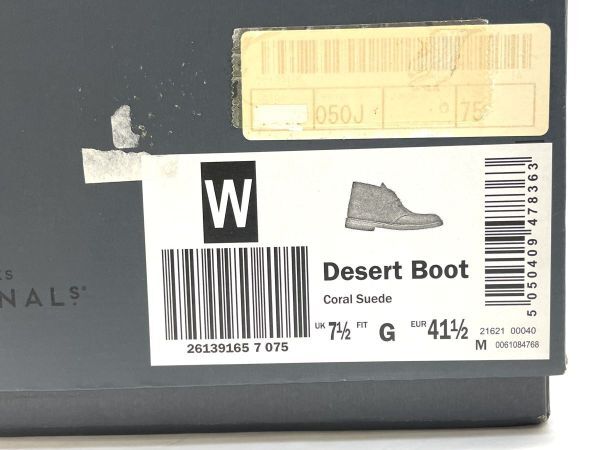 050J 75
W
Desert Boot
Coral Suede
UK 7½ FIT G EUR 41½
21621 00040
M 0061084768
26139165 7 075
5 050409 478363
KS
NALS®